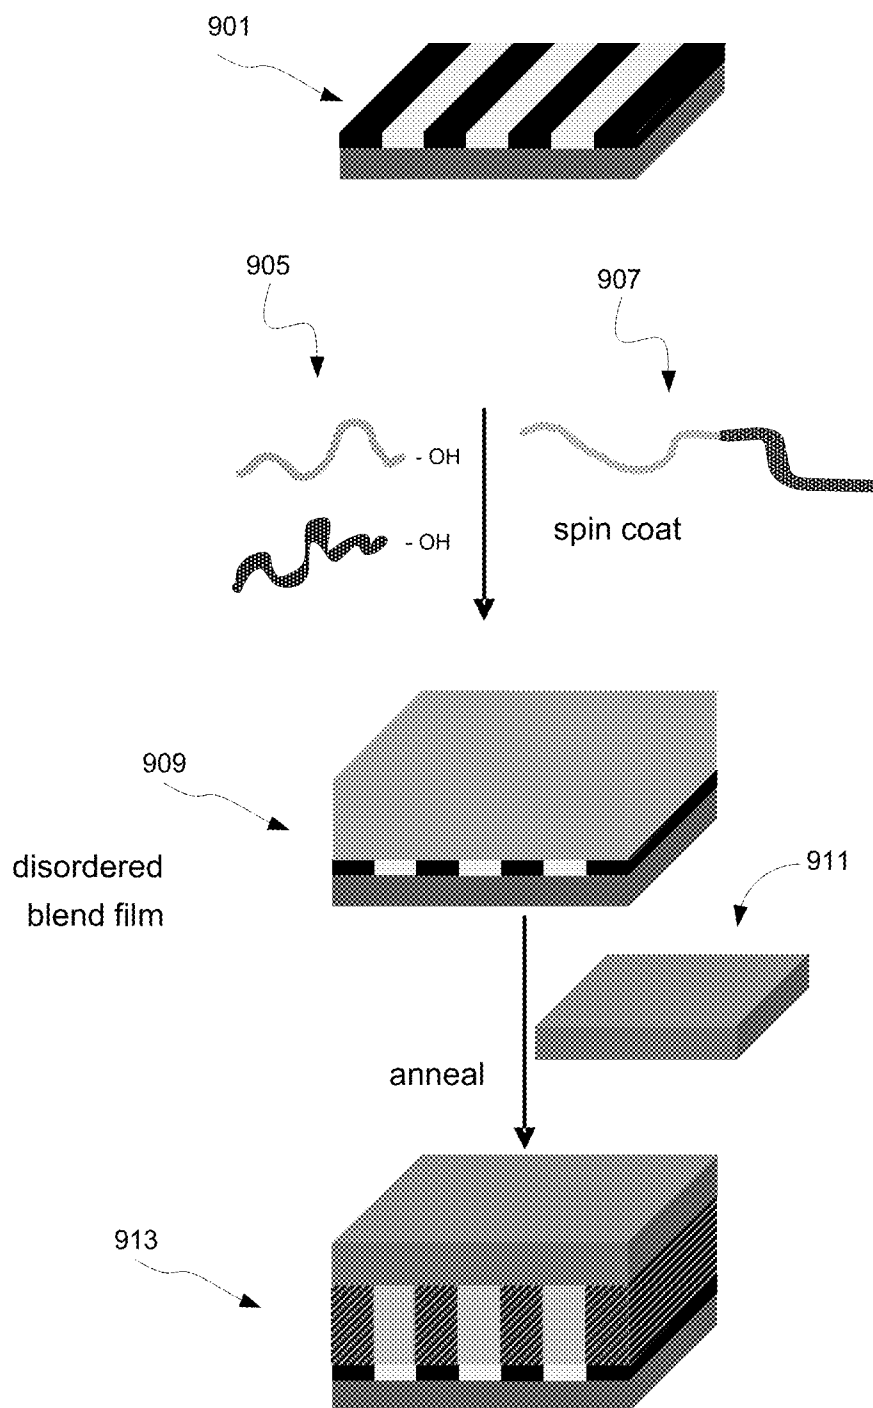 901
905
907
- OH
- OH
spin coat
909
disordered
blend film
911
anneal
913